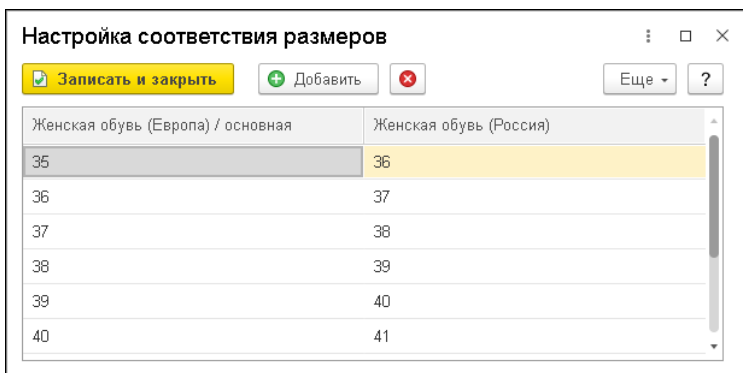 Настройка соответствия размеров
Записать и закрыть Добавить Еще ?
Женская обувь (Европа) / основная Женская обувь (Россия)
35 36
36 37
37 38
38 39
39 40
40 41